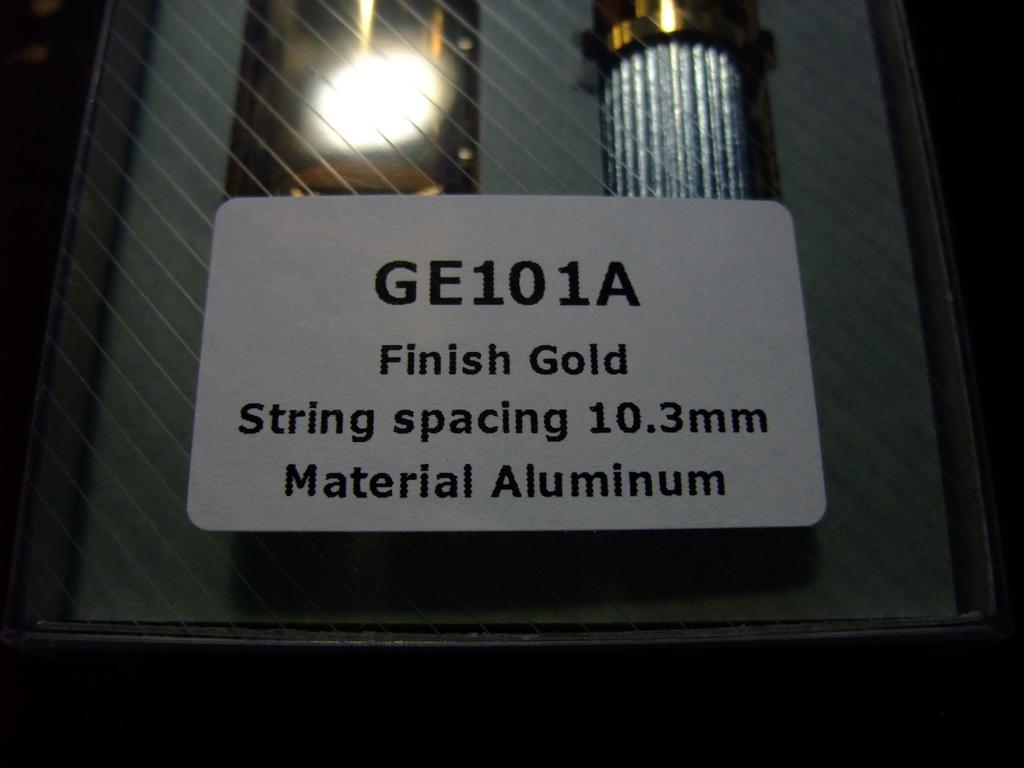 GE101A
Finish Gold
String spacing 10.3mm
Material Aluminum